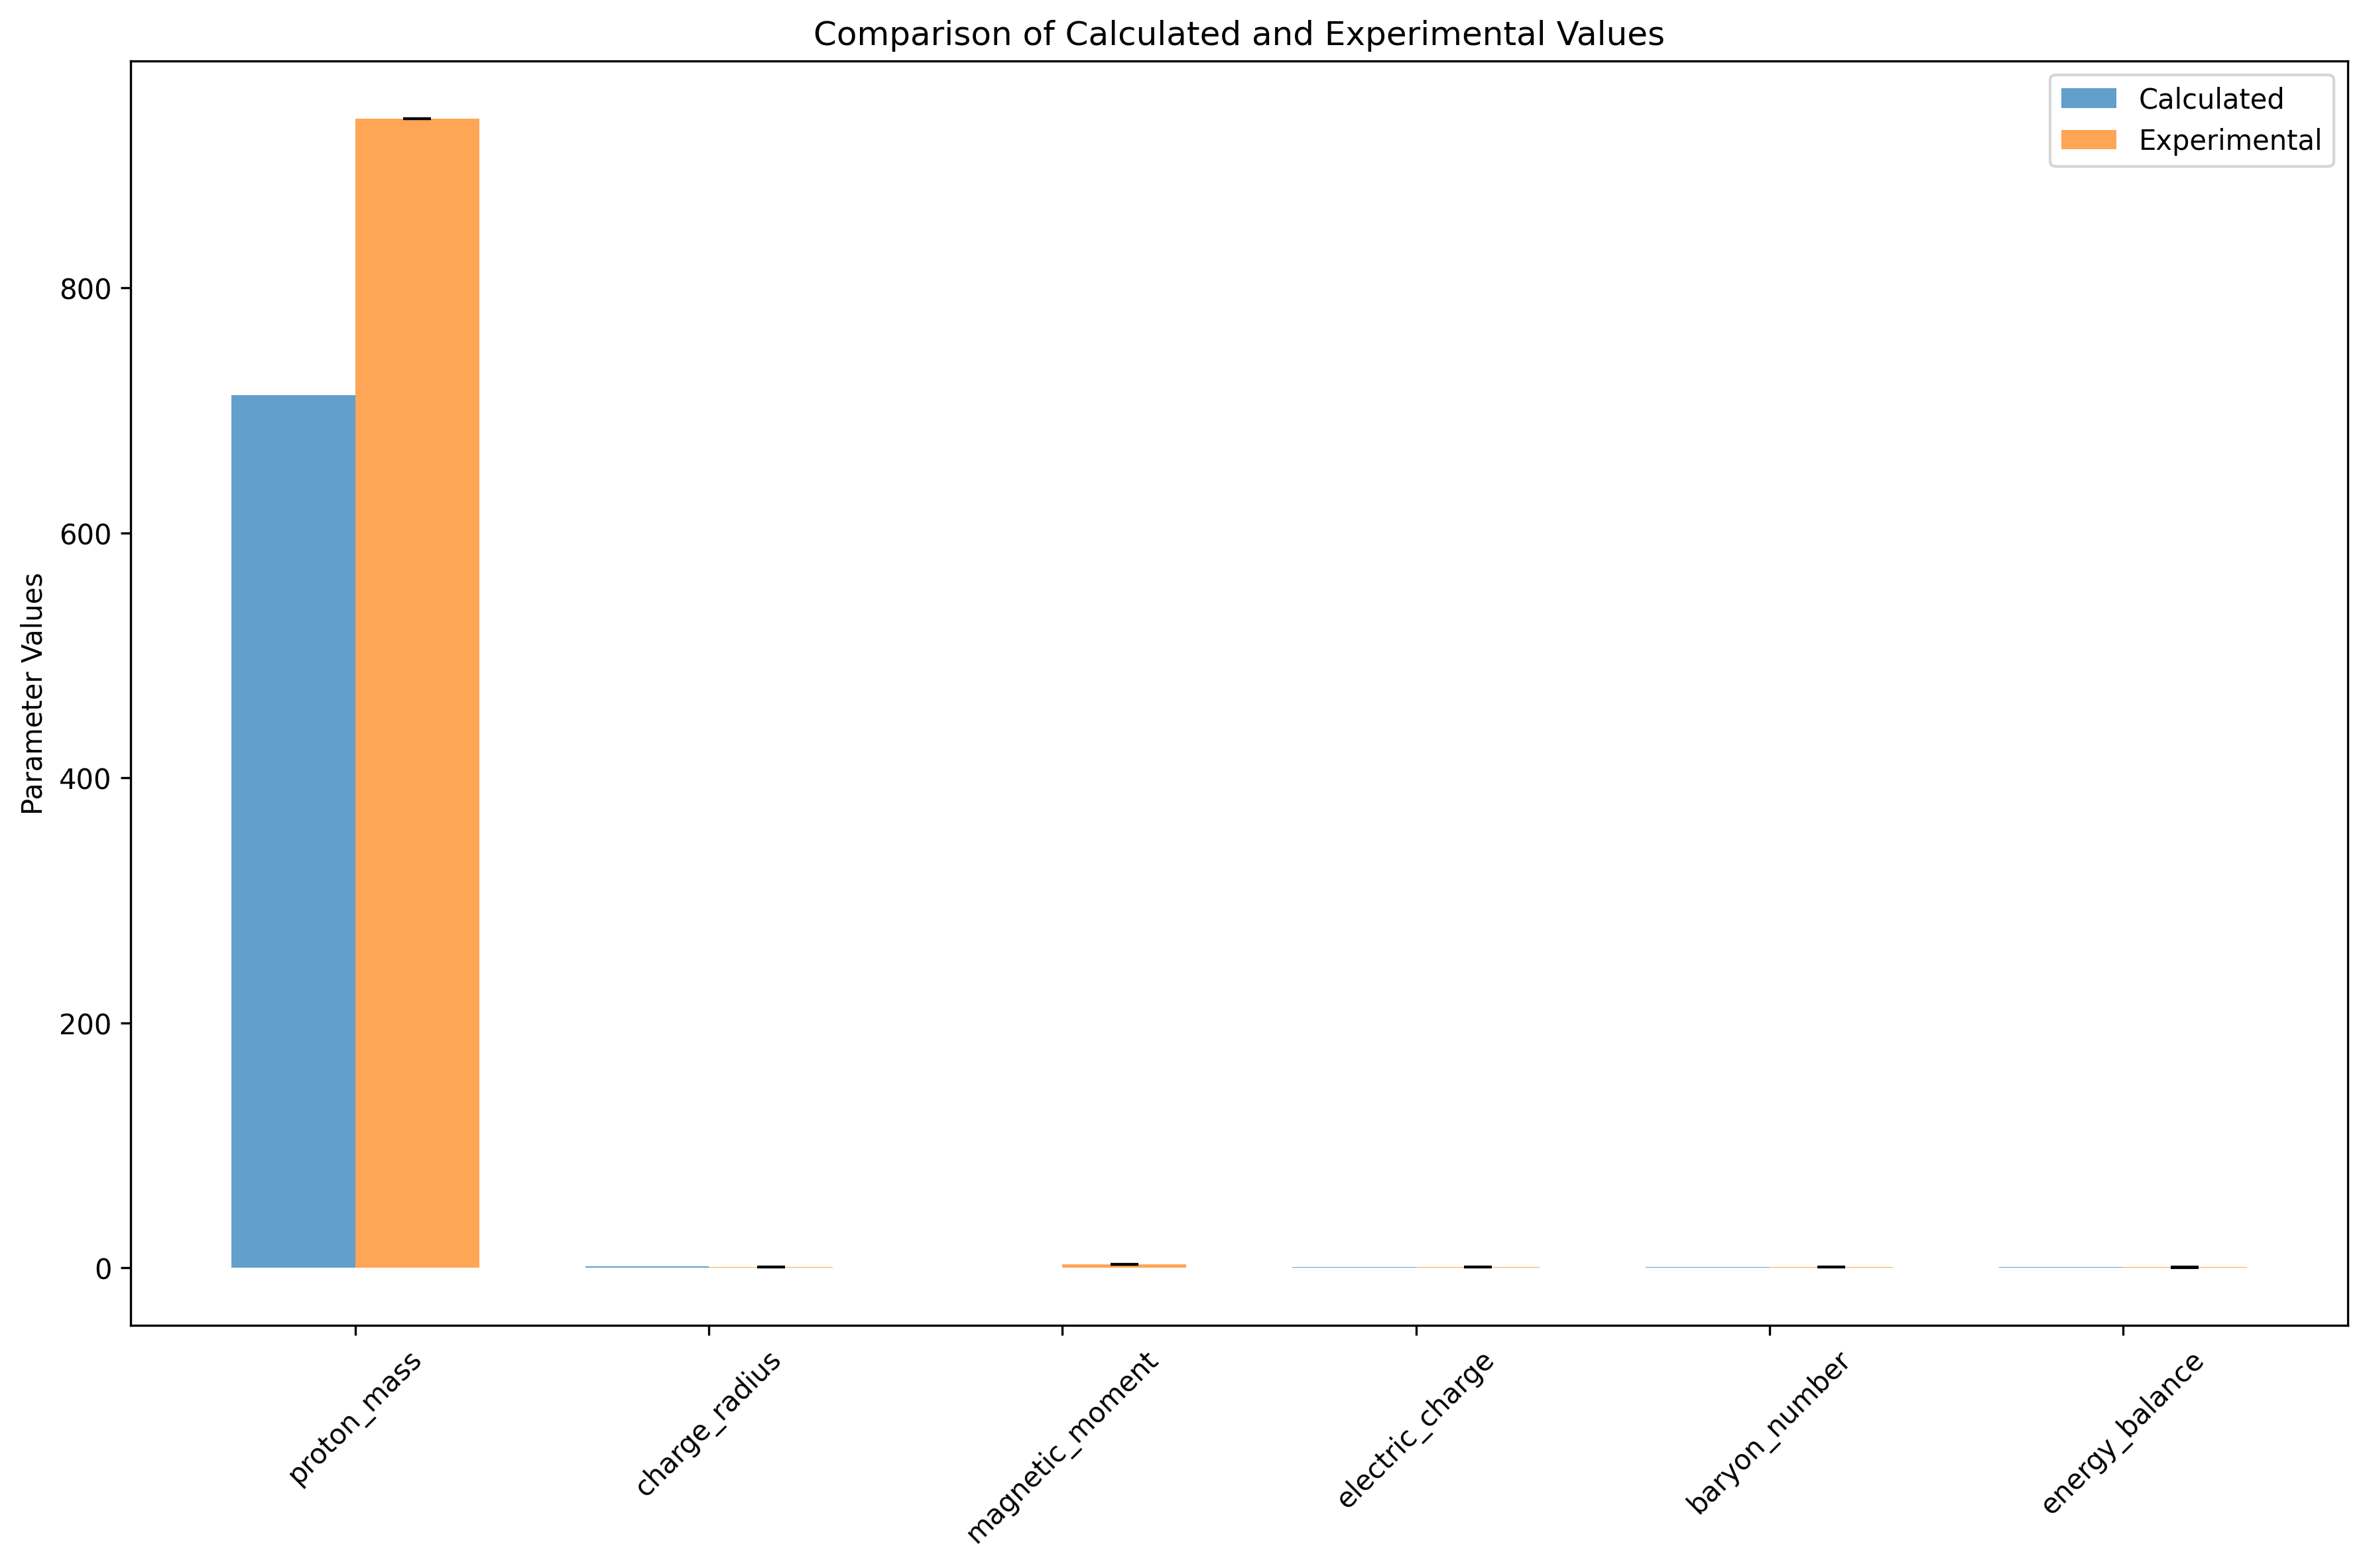 Comparison of Calculated and Experimental Values
Calculated
Experimental
Parameter Values
800
600
400
200
0
proton_mass
charge_radius
magnetic_moment
electric_charge
baryon_number
energy_balance